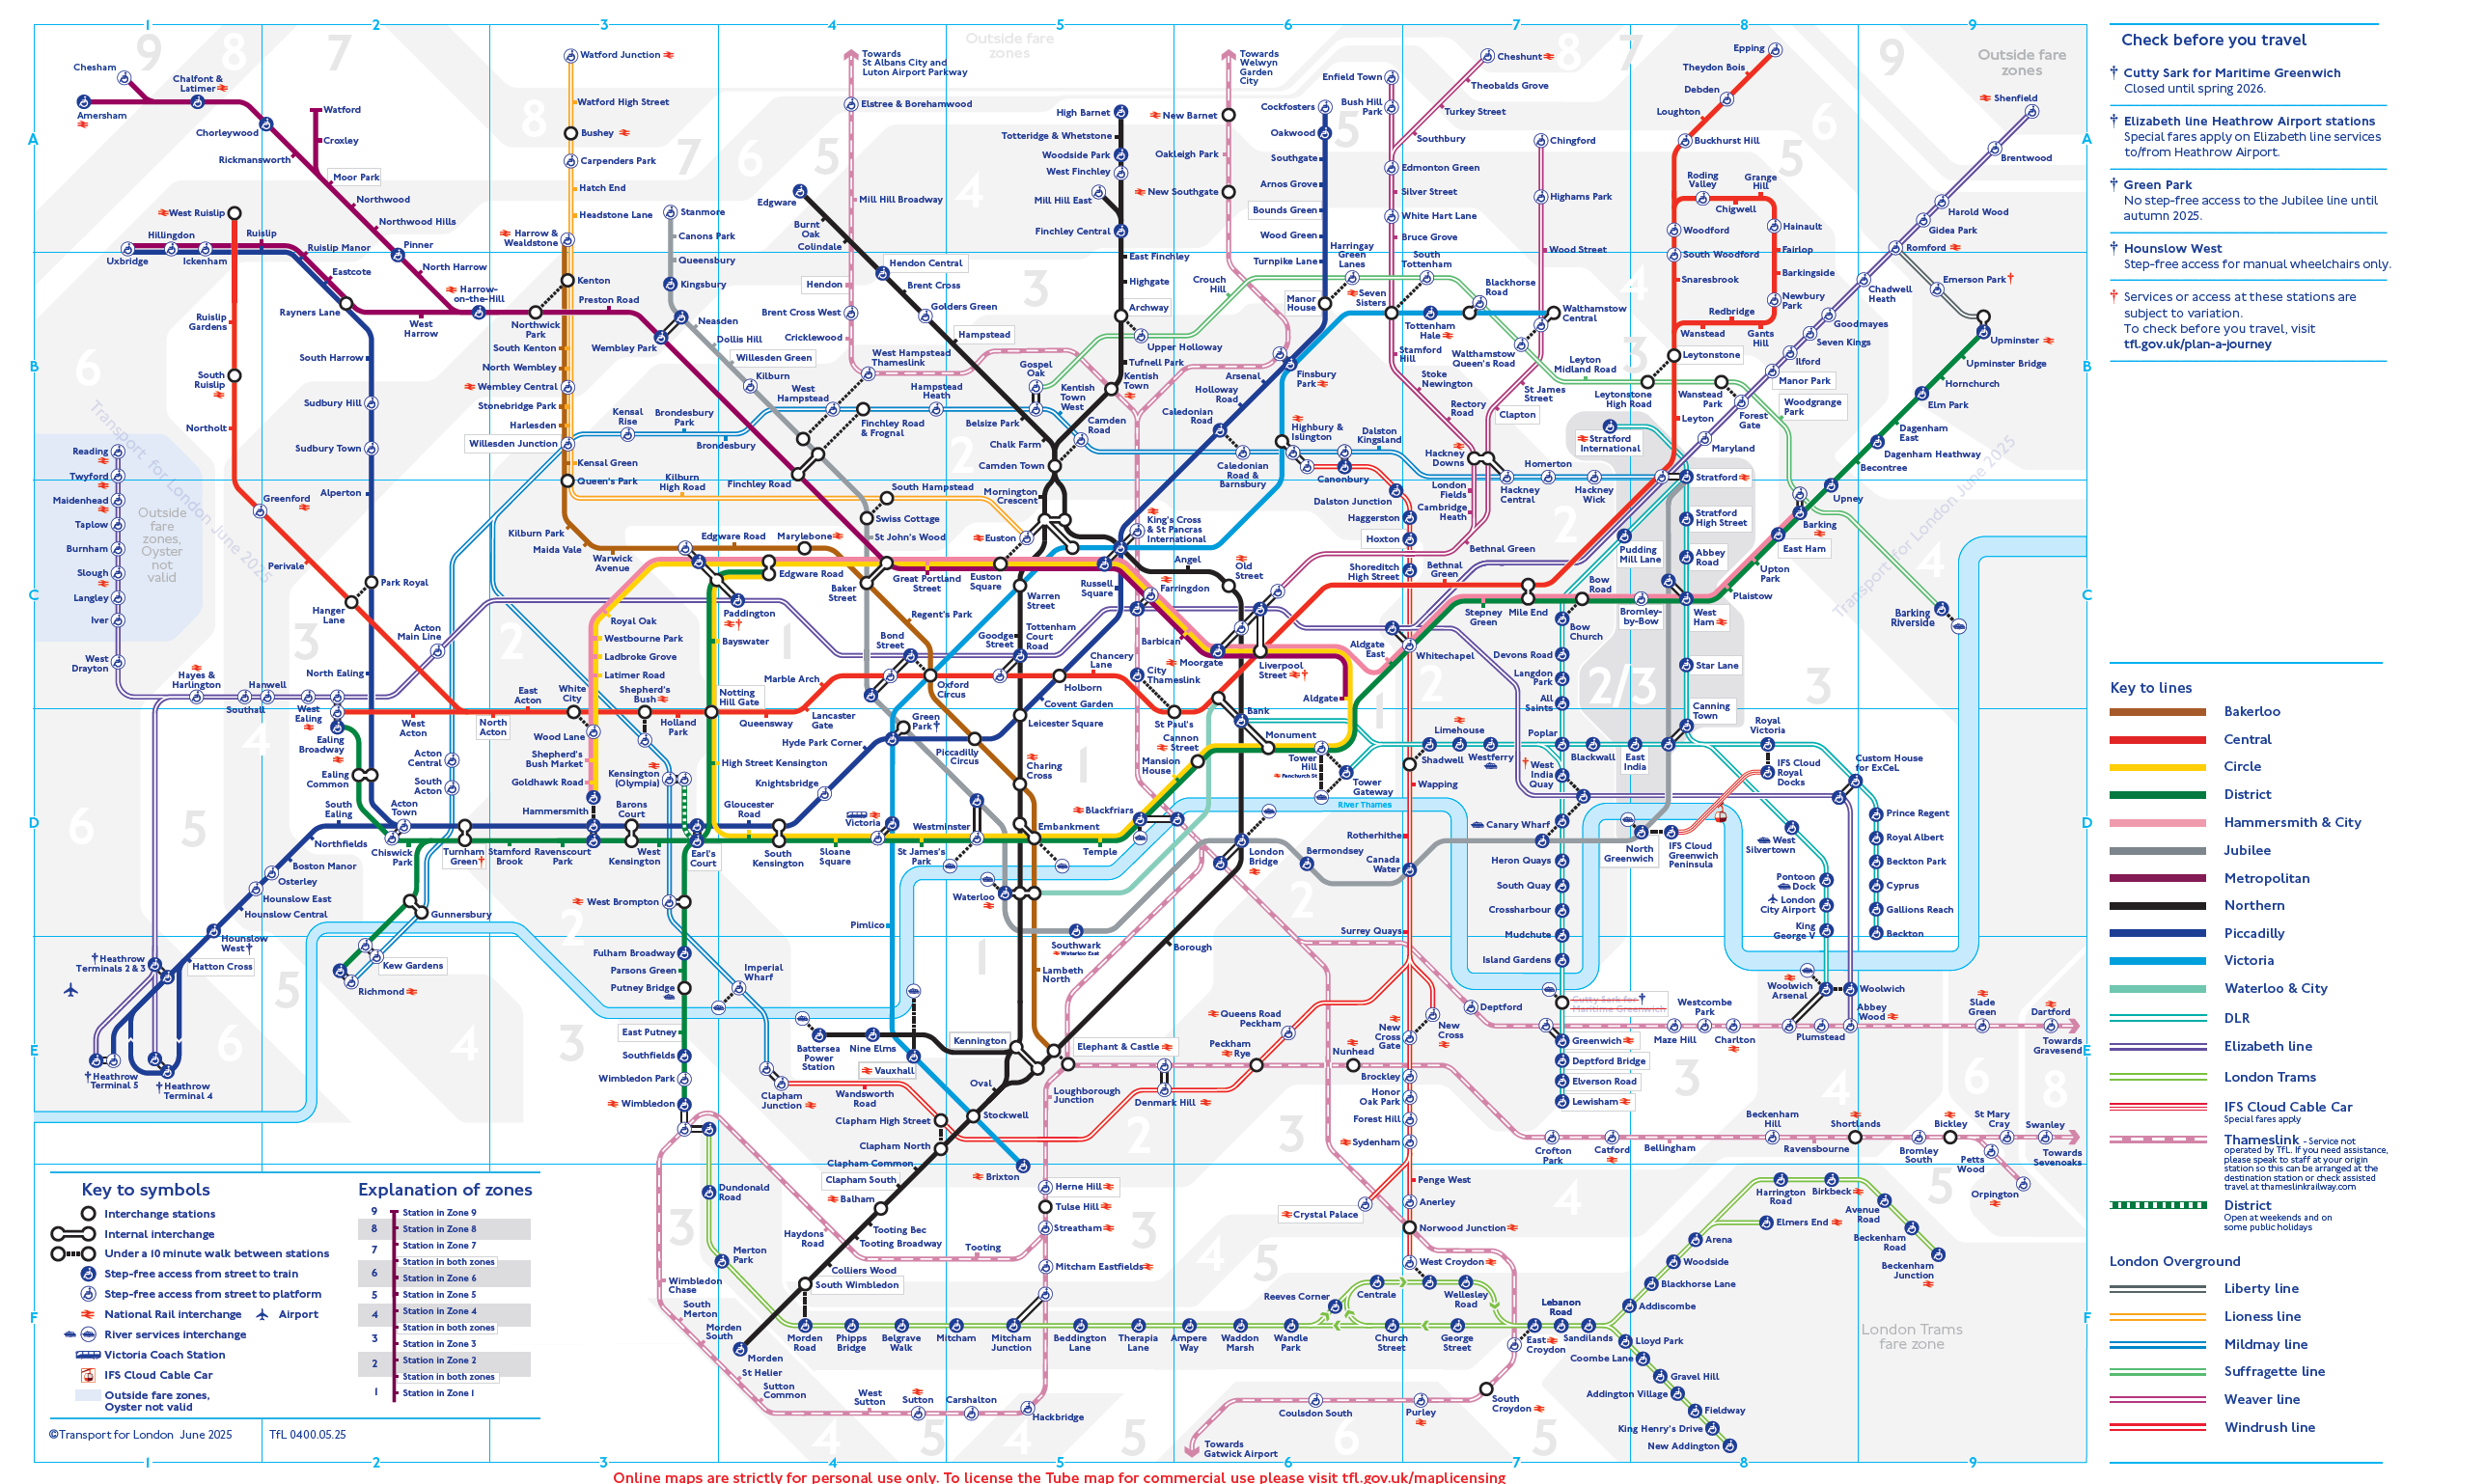 1
2
3
4
5
6
7
8
9
Check before you travel
† Cutty Sark for Maritime Greenwich
Closed until spring 2026.
† Elizabeth line Heathrow Airport stations
Special fares apply on Elizabeth line services
to/from Heathrow Airport.
† Green Park
No step-free access to the Jubilee line until
autumn 2025.
† Hounslow West
Step-free access for manual wheelchairs only.
† Services or access at these stations are
subject to variation.
To check before you travel, visit
tfl.gov.uk/plan-a-journey
Key to lines
Bakerloo
Central
Circle
District
Hammersmith & City
Jubilee
Metropolitan
Northern
Piccadilly
Victoria
Waterloo & City
DLR
Elizabeth line
London Trams
IFS Cloud Cable Car
Special fares apply
Thameslink - Service not
operated by TfL. If you need assistance,
please speak to staff at your origin
station so this can be arranged at the
destination station or check assisted
travel at thameslinkrailway.com
District
Open at weekends and on
some public holidays
London Overground
Liberty line
Lioness line
Mildmay line
Suffragette line
Weaver line
Windrush line
Outside fare
zones
Outside fare
zones
Chesham
Chalfont &
Latimer
Amersham
Chorleywood
Rickmansworth
Watford
Croxley
Moor Park
Northwood
Northwood Hills
Pinner
North Harrow
Harrow-
on-the-Hill
West Ruislip
Hillingdon
Ruislip
Uxbridge
Ickenham
Ruislip Manor
Eastcote
Rayners Lane
West
Harrow
Northwick
Park
Preston Road
Wembley Park
Ruislip
Gardens
South
Ruislip
Northolt
Greenford
Perivale
Hanger
Lane
South Harrow
Sudbury Hill
Sudbury Town
Alperton
Park Royal
North Ealing
Watford Junction
Watford High Street
Bushey
Carpenders Park
Hatch End
Headstone Lane
Harrow &
Wealdstone
Kenton
South Kenton
North Wembley
Wembley Central
Stonebridge Park
Harlesden
Willesden Junction
Kensal Green
Queen's Park
Kilburn Park
Maida Vale
Warwick
Avenue
Stanmore
Canons Park
Queensbury
Kingsbury
Neasden
Dollis Hill
Willesden Green
Kilburn
West
Hampstead
Finchley Road
Kensal
Rise
Brondesbury
Park
Brondesbury
Kilburn
High Road
South Hampstead
Swiss Cottage
St John's Wood
Towards
St Albans City and
Luton Airport Parkway
Elstree & Borehamwood
Mill Hill Broadway
Hendon
Brent Cross West
Cricklewood
West Hampstead
Thameslink
Finchley Road
& Frognal
Hampstead
Heath
Edgware
Burnt
Oak
Colindale
Hendon Central
Brent Cross
Golders Green
Hampstead
Belsize Park
Chalk Farm
Camden Town
Mornington
Crescent
High Barnet
Totteridge & Whetstone
Woodside Park
West Finchley
Mill Hill East
Finchley Central
East Finchley
Highgate
Archway
Upper Holloway
Tufnell Park
Kentish
Town
Gospel
Oak
Kentish
Town
West
Camden
Road
Towards
Welwyn
Garden
City
New Barnet
Oakleigh Park
New Southgate
Crouch
Hill
Cockfosters
Oakwood
Southgate
Arnos Grove
Bounds Green
Wood Green
Turnpike Lane
Harringay
Green
Lanes
Manor
House
Seven
Sisters
Finsbury
Park
Arsenal
Holloway
Road
Caledonian
Road
Caledonian
Road &
Barnsbury
Highbury &
Islington
Canonbury
Dalston
Kingsland
Dalston Junction
Haggerston
Hoxton
Shoreditch
High Street
Enfield Town
Bush Hill
Park
Cheshunt
Theobalds Grove
Turkey Street
Southbury
Edmonton Green
Silver Street
White Hart Lane
Bruce Grove
South
Tottenham
Tottenham
Hale
Blackhorse
Road
Walthamstow
Central
Walthamstow
Queen's Road
Stamford
Hill
Stoke
Newington
Rectory
Road
Clapton
St James
Street
Hackney
Downs
London
Fields
Cambridge
Heath
Bethnal Green
Chingford
Highams Park
Wood Street
Leyton
Midland Road
Leytonstone
High Road
Wanstead
Park
Woodgrange
Park
Hackney
Central
Homerton
Hackney
Wick
Epping
Theydon Bois
Debden
Loughton
Buckhurst Hill
Roding
Valley
Grange
Hill
Chigwell
Hainault
Woodford
Fairlop
South Woodford
Barkingside
Snaresbrook
Newbury
Park
Redbridge
Wanstead
Gants
Hill
Leytonstone
Leyton
Stratford
Stratford
International
Stratford
High Street
Abbey
Road
Pudding
Mill Lane
West
Ham
Star Lane
Canning
Town
Shenfield
Brentwood
Harold Wood
Gidea Park
Romford
Emerson Park†
Chadwell
Heath
Goodmayes
Seven Kings
Ilford
Manor Park
Forest
Gate
Maryland
Upminster
Upminster Bridge
Hornchurch
Elm Park
Dagenham
East
Dagenham Heathway
Becontree
Upney
Barking
East Ham
Upton
Park
Plaistow
Barking
Riverside
Reading
Twyford
Maidenhead
Taplow
Burnham
Slough
Langley
Iver
West
Drayton
Outside
fare
zones,
Oyster
not
valid
Transport for London June 2025
Transport for London June 2025
Hayes &
Harlington
Southall
Hanwell
West
Ealing
Ealing
Broadway
Acton
Main Line
West
Acton
North
Acton
East
Acton
White
City
Shepherd's
Bush
Holland
Park
Notting
Hill Gate
Queensway
Lancaster
Gate
Marble Arch
Bond
Street
Oxford
Circus
Tottenham
Court
Road
Holborn
Chancery
Lane
St Paul's
Bank
Liverpool
Street†
Bethnal
Green
Mile End
Edgware Road
Marylebone
Edgware Road
Paddington
†
Baker
Street
Great Portland
Street
Regent's Park
Euston
Square
Euston
King's Cross
& St Pancras
International
Angel
Old
Street
Warren
Street
Goodge
Street
Russell
Square
Farringdon
Barbican
Moorgate
City
Thameslink
Aldgate
East
Aldgate
Whitechapel
Stepney
Green
Bow
Road
Bromley-
by-Bow
Bow
Church
Devons Road
Langdon
Park
All
Saints
Royal Oak
Westbourne Park
Ladbroke Grove
Latimer Road
Wood Lane
Shepherd's
Bush Market
Goldhawk Road
Hammersmith
Bayswater
High Street Kensington
Kensington
(Olympia)
Acton
Central
South
Acton
Ealing
Common
South
Ealing
Acton
Town
Northfields
Boston Manor
Osterley
Hounslow East
Hounslow Central
Hounslow
West†
Hatton Cross
†Heathrow
Terminals 2 & 3
†Heathrow
Terminal 5
†Heathrow
Terminal 4
Chiswick
Park
Turnham
Green†
Stamford
Brook
Ravenscourt
Park
Barons
Court
West
Kensington
Earl's
Court
Gloucester
Road
South
Kensington
Knightsbridge
Hyde Park Corner
Green
Park†
Piccadilly
Circus
Leicester Square
Covent Garden
Charing
Cross
Sloane
Square
Victoria
St James's
Park
Westminster
Embankment
Temple
Blackfriars
Mansion
House
Cannon
Street
Monument
Tower
Hill
Fenchurch St
Tower
Gateway
River Thames
Gunnersbury
Kew Gardens
Richmond
West Brompton
Fulham Broadway
Parsons Green
Putney Bridge
East Putney
Southfields
Wimbledon Park
Wimbledon
Imperial
Wharf
Clapham
Junction
Pimlico
Vauxhall
Battersea
Power
Station
Nine Elms
Kennington
Waterloo
Southwark
Waterloo East
Lambeth
North
Elephant & Castle
Borough
London
Bridge
Bermondsey
Canada
Water
Rotherhithe
Wapping
Shadwell
Limehouse
Westferry
Poplar
Blackwall
East
India
†West
India
Quay
Canary Wharf
Heron Quays
South Quay
Crossharbour
Mudchute
Island Gardens
Cutty Sark for†
Maritime Greenwich
Greenwich
Deptford Bridge
Elverson Road
Lewisham
North
Greenwich
IFS Cloud
Greenwich
Peninsula
Royal
Victoria
IFS Cloud
Royal
Docks
Custom House
for ExCeL
Prince Regent
Royal Albert
Beckton Park
Cyprus
Gallions Reach
Beckton
West
Silvertown
Pontoon
Dock
London
City Airport
King
George V
Woolwich
Arsenal
Woolwich
Abbey
Wood
Plumstead
Slade
Green
Dartford
Towards
Gravesend
Westcombe
Park
Maze Hill
Charlton
Deptford
Surrey Quays
New
Cross
Gate
New
Cross
Queens Road
Peckham
Peckham
Rye
Nunhead
Denmark Hill
Loughborough
Junction
Oval
Stockwell
Wandsworth
Road
Clapham High Street
Clapham North
Clapham Common
Clapham South
Balham
Tooting Bec
Tooting Broadway
Colliers Wood
South Wimbledon
Morden
Brixton
Herne Hill
Tulse Hill
Streatham
Mitcham Eastfields
Tooting
Haydons
Road
Brockley
Honor
Oak Park
Forest Hill
Sydenham
Crystal Palace
Penge West
Anerley
Norwood Junction
West Croydon
Crofton
Park
Catford
Bellingham
Beckenham
Hill
Ravensbourne
Shortlands
Bromley
South
Bickley
St Mary
Cray
Swanley
Petts
Wood
Orpington
Towards
Sevenoaks
Dundonald
Road
Merton
Park
Wimbledon
Chase
South
Merton
Morden
South
St Helier
Sutton
Common
West
Sutton
Sutton
Carshalton
Hackbridge
Morden
Road
Phipps
Bridge
Belgrave
Walk
Mitcham
Mitcham
Junction
Beddington
Lane
Therapia
Lane
Ampere
Way
Waddon
Marsh
Wandle
Park
Reeves Corner
Centrale
Wellesley
Road
Church
Street
George
Street
East
Croydon
Lebanon
Road
Sandilands
Lloyd Park
Coombe Lane
Gravel Hill
Addington Village
Fieldway
King Henry's Drive
New Addington
Addiscombe
Blackhorse Lane
Woodside
Arena
Elmers End
Harrington
Road
Birkbeck
Avenue
Road
Beckenham
Road
Beckenham
Junction
South
Croydon
Purley
Coulsdon South
Towards
Gatwick Airport
London Trams
fare zone
Key to symbols
Interchange stations
Internal interchange
Under a 10 minute walk between stations
Step-free access from street to train
Step-free access from street to platform
National Rail interchange
Airport
River services interchange
Victoria Coach Station
IFS Cloud Cable Car
Outside fare zones,
Oyster not valid
Explanation of zones
9 Station in Zone 9
8 Station in Zone 8
7 Station in Zone 7
Station in both zones
6 Station in Zone 6
5 Station in Zone 5
4 Station in Zone 4
Station in both zones
3 Station in Zone 3
2 Station in Zone 2
Station in both zones
1 Station in Zone 1
©Transport for London June 2025
TfL 0400.05.25
A
B
C
D
E
F
A
B
C
D
E
F
2/3
1
2
3
4
5
6
7
8
9
Online maps are strictly for personal use only. To license the Tube map for commercial use please visit tfl.gov.uk/maplicensing